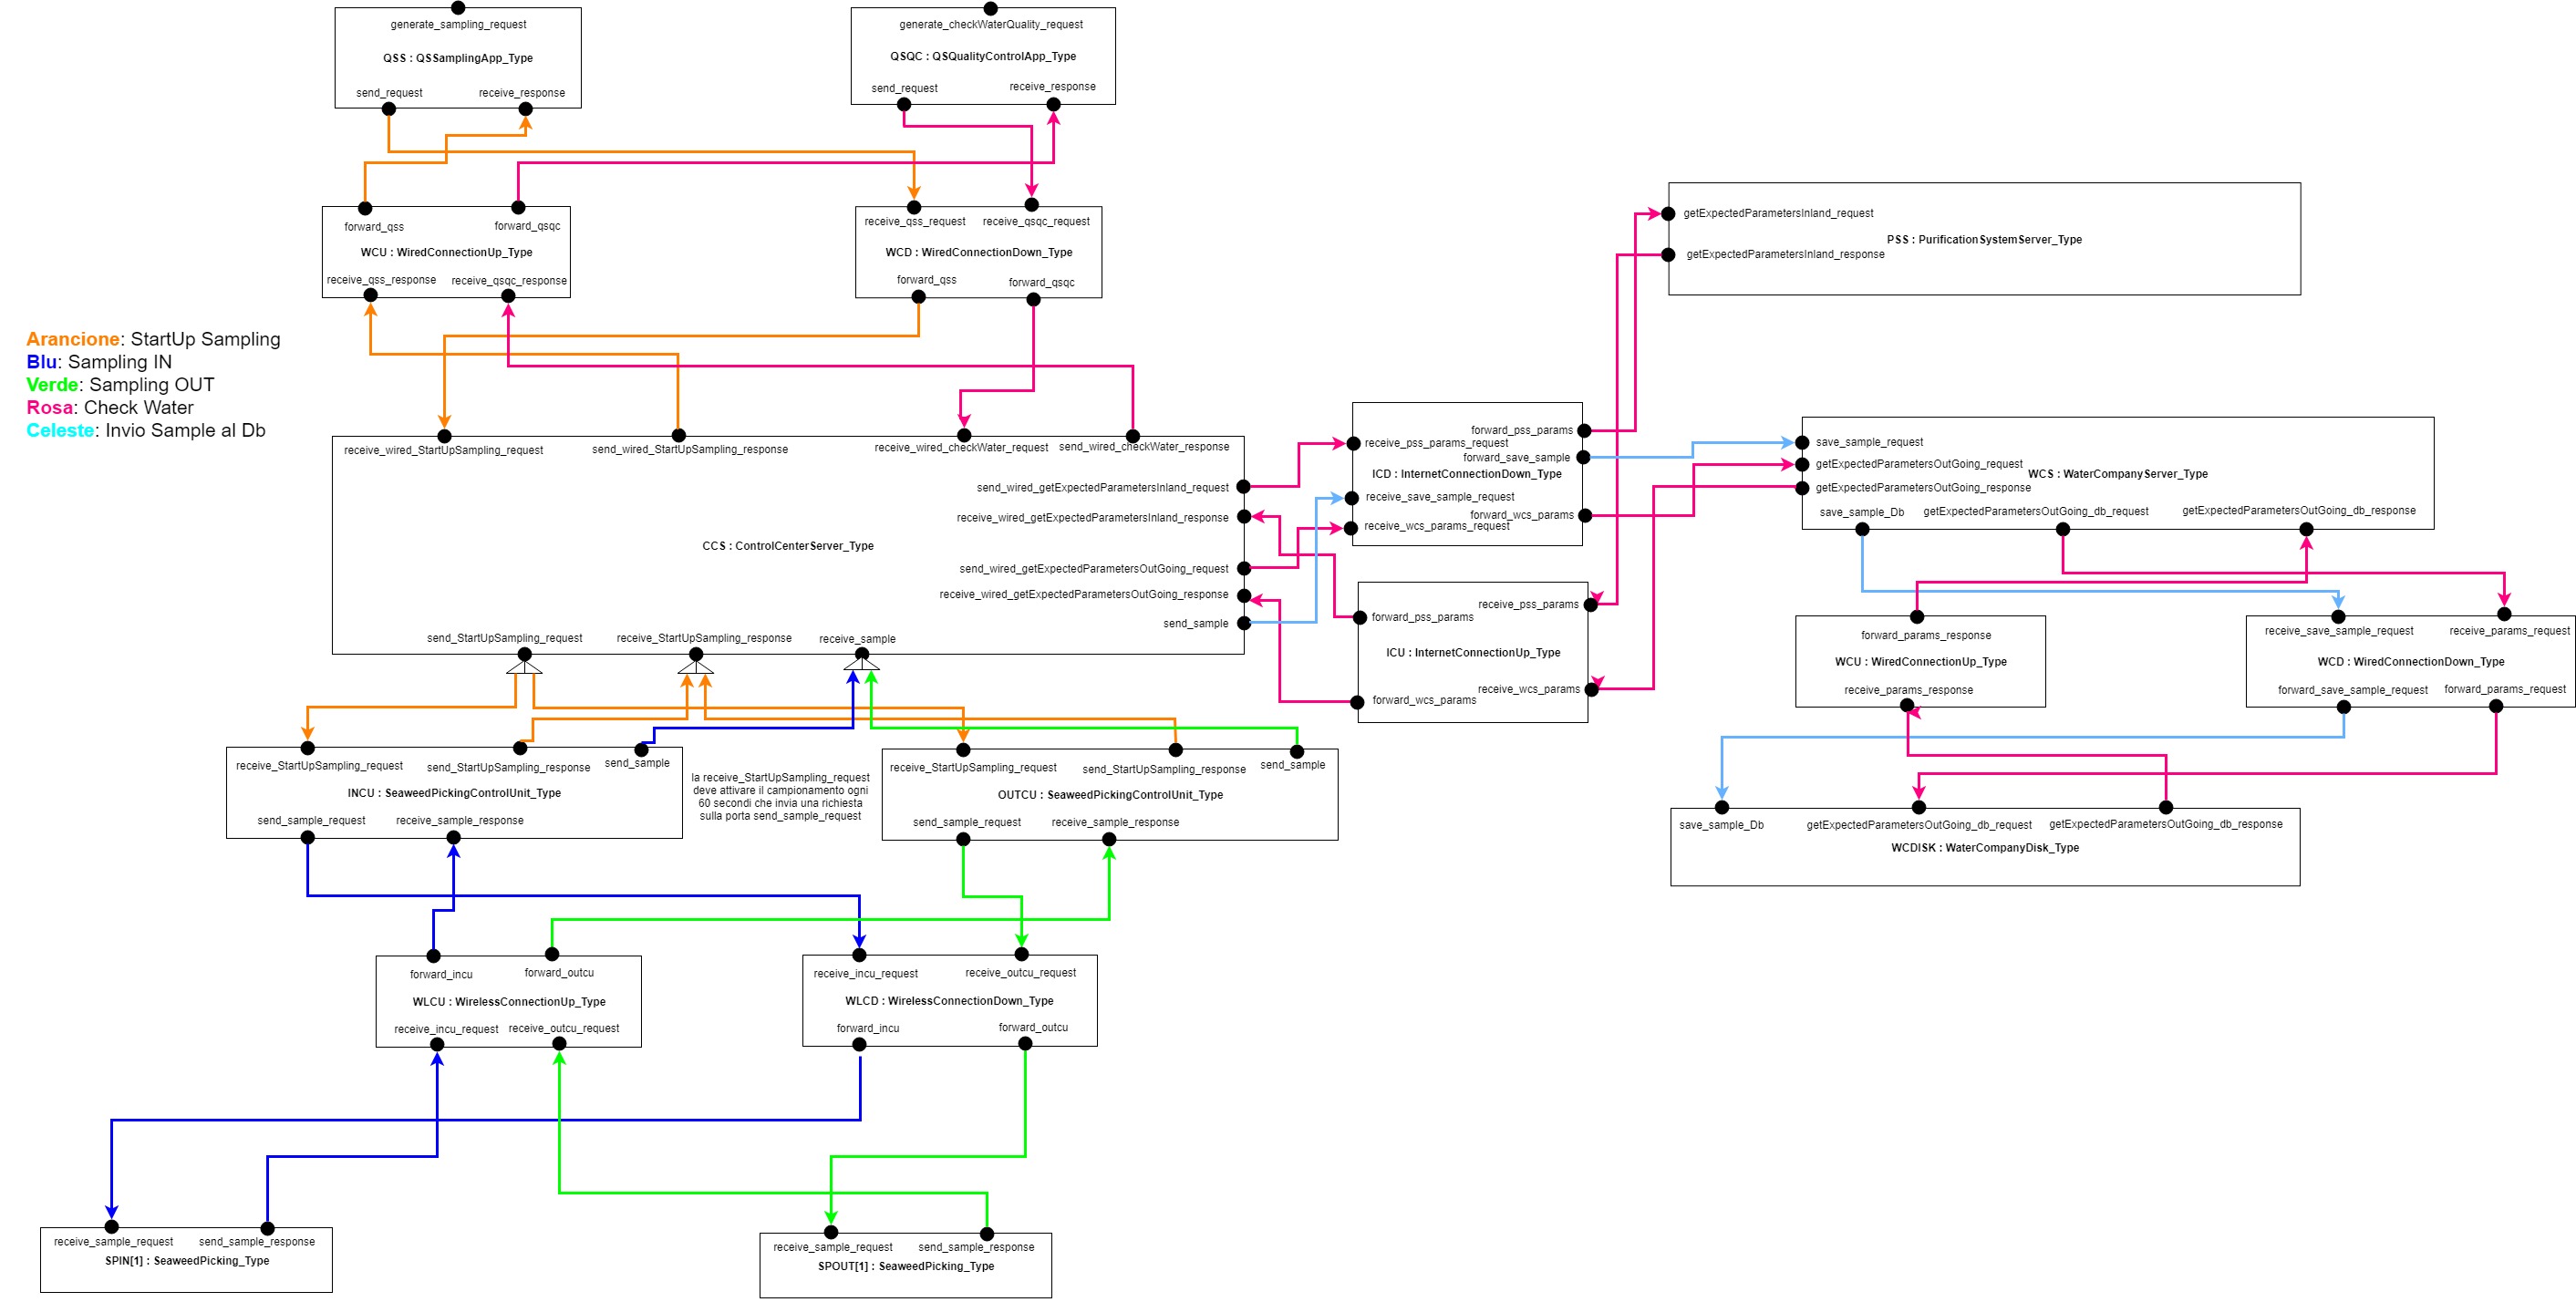 generate_sampling_request
QSS : QSSamplingApp_Type
send_request
receive_response
generate_checkWaterQuality_request
QSQC : QSQualityControlApp_Type
send_request
receive_response
forward_qss
forward_qsqc
WCU : WiredConnectionUp_Type
receive_qss_response
receive_qsqc_response
receive_qss_request
receive_qsqc_request
WCD : WiredConnectionDown_Type
forward_qss
forward_qsqc
getExpectedParametersInland_request
PSS : PurificationSystemServer_Type
getExpectedParametersInland_response
Arancione: StartUp Sampling
Blu: Sampling IN
Verde: Sampling OUT
Rosa: Check Water
Celeste: Invio Sample al Db
receive_wired_StartUpSampling_request
send_wired_StartUpSampling_response
receive_wired_checkWater_request
send_wired_checkWater_response
send_wired_getExpectedParametersInland_request
receive_wired_getExpectedParametersInland_response
CCS : ControlCenterServer_Type
send_wired_getExpectedParametersOutGoing_request
receive_wired_getExpectedParametersOutGoing_response
send_sample
send_StartUpSampling_request
receive_StartUpSampling_response
receive_sample
forward_pss_params
receive_pss_params_request
forward_save_sample
ICD : InternetConnectionDown_Type
receive_save_sample_request
forward_wcs_params
receive_wcs_params_request
receive_pss_params
forward_pss_params
ICU : InternetConnectionUp_Type
receive_wcs_params
forward_wcs_params
save_sample_request
getExpectedParametersOutGoing_request
WCS : WaterCompanyServer_Type
getExpectedParametersOutGoing_response
save_sample_Db
getExpectedParametersOutGoing_db_request
getExpectedParametersOutGoing_db_response
forward_params_response
WCU : WiredConnectionUp_Type
receive_params_response
receive_save_sample_request
receive_params_request
WCD : WiredConnectionDown_Type
forward_save_sample_request
forward_params_request
save_sample_Db
getExpectedParametersOutGoing_db_request
getExpectedParametersOutGoing_db_response
WCDISK : WaterCompanyDisk_Type
receive_StartUpSampling_request
send_StartUpSampling_response
send_sample
INCU : SeaweedPickingControlUnit_Type
send_sample_request
receive_sample_response
la receive_StartUpSampling_request
deve attivare il campionamento ogni
60 secondi che invia una richiesta
sulla porta send_sample_request
receive_StartUpSampling_request
send_StartUpSampling_response
send_sample
OUTCU : SeaweedPickingControlUnit_Type
send_sample_request
receive_sample_response
forward_incu
forward_outcu
WLCU : WirelessConnectionUp_Type
receive_incu_request
receive_outcu_request
receive_incu_request
receive_outcu_request
WLCD : WirelessConnectionDown_Type
forward_incu
forward_outcu
receive_sample_request
send_sample_response
SPIN[1] : SeaweedPicking_Type
receive_sample_request
send_sample_response
SPOUT[1] : SeaweedPicking_Type